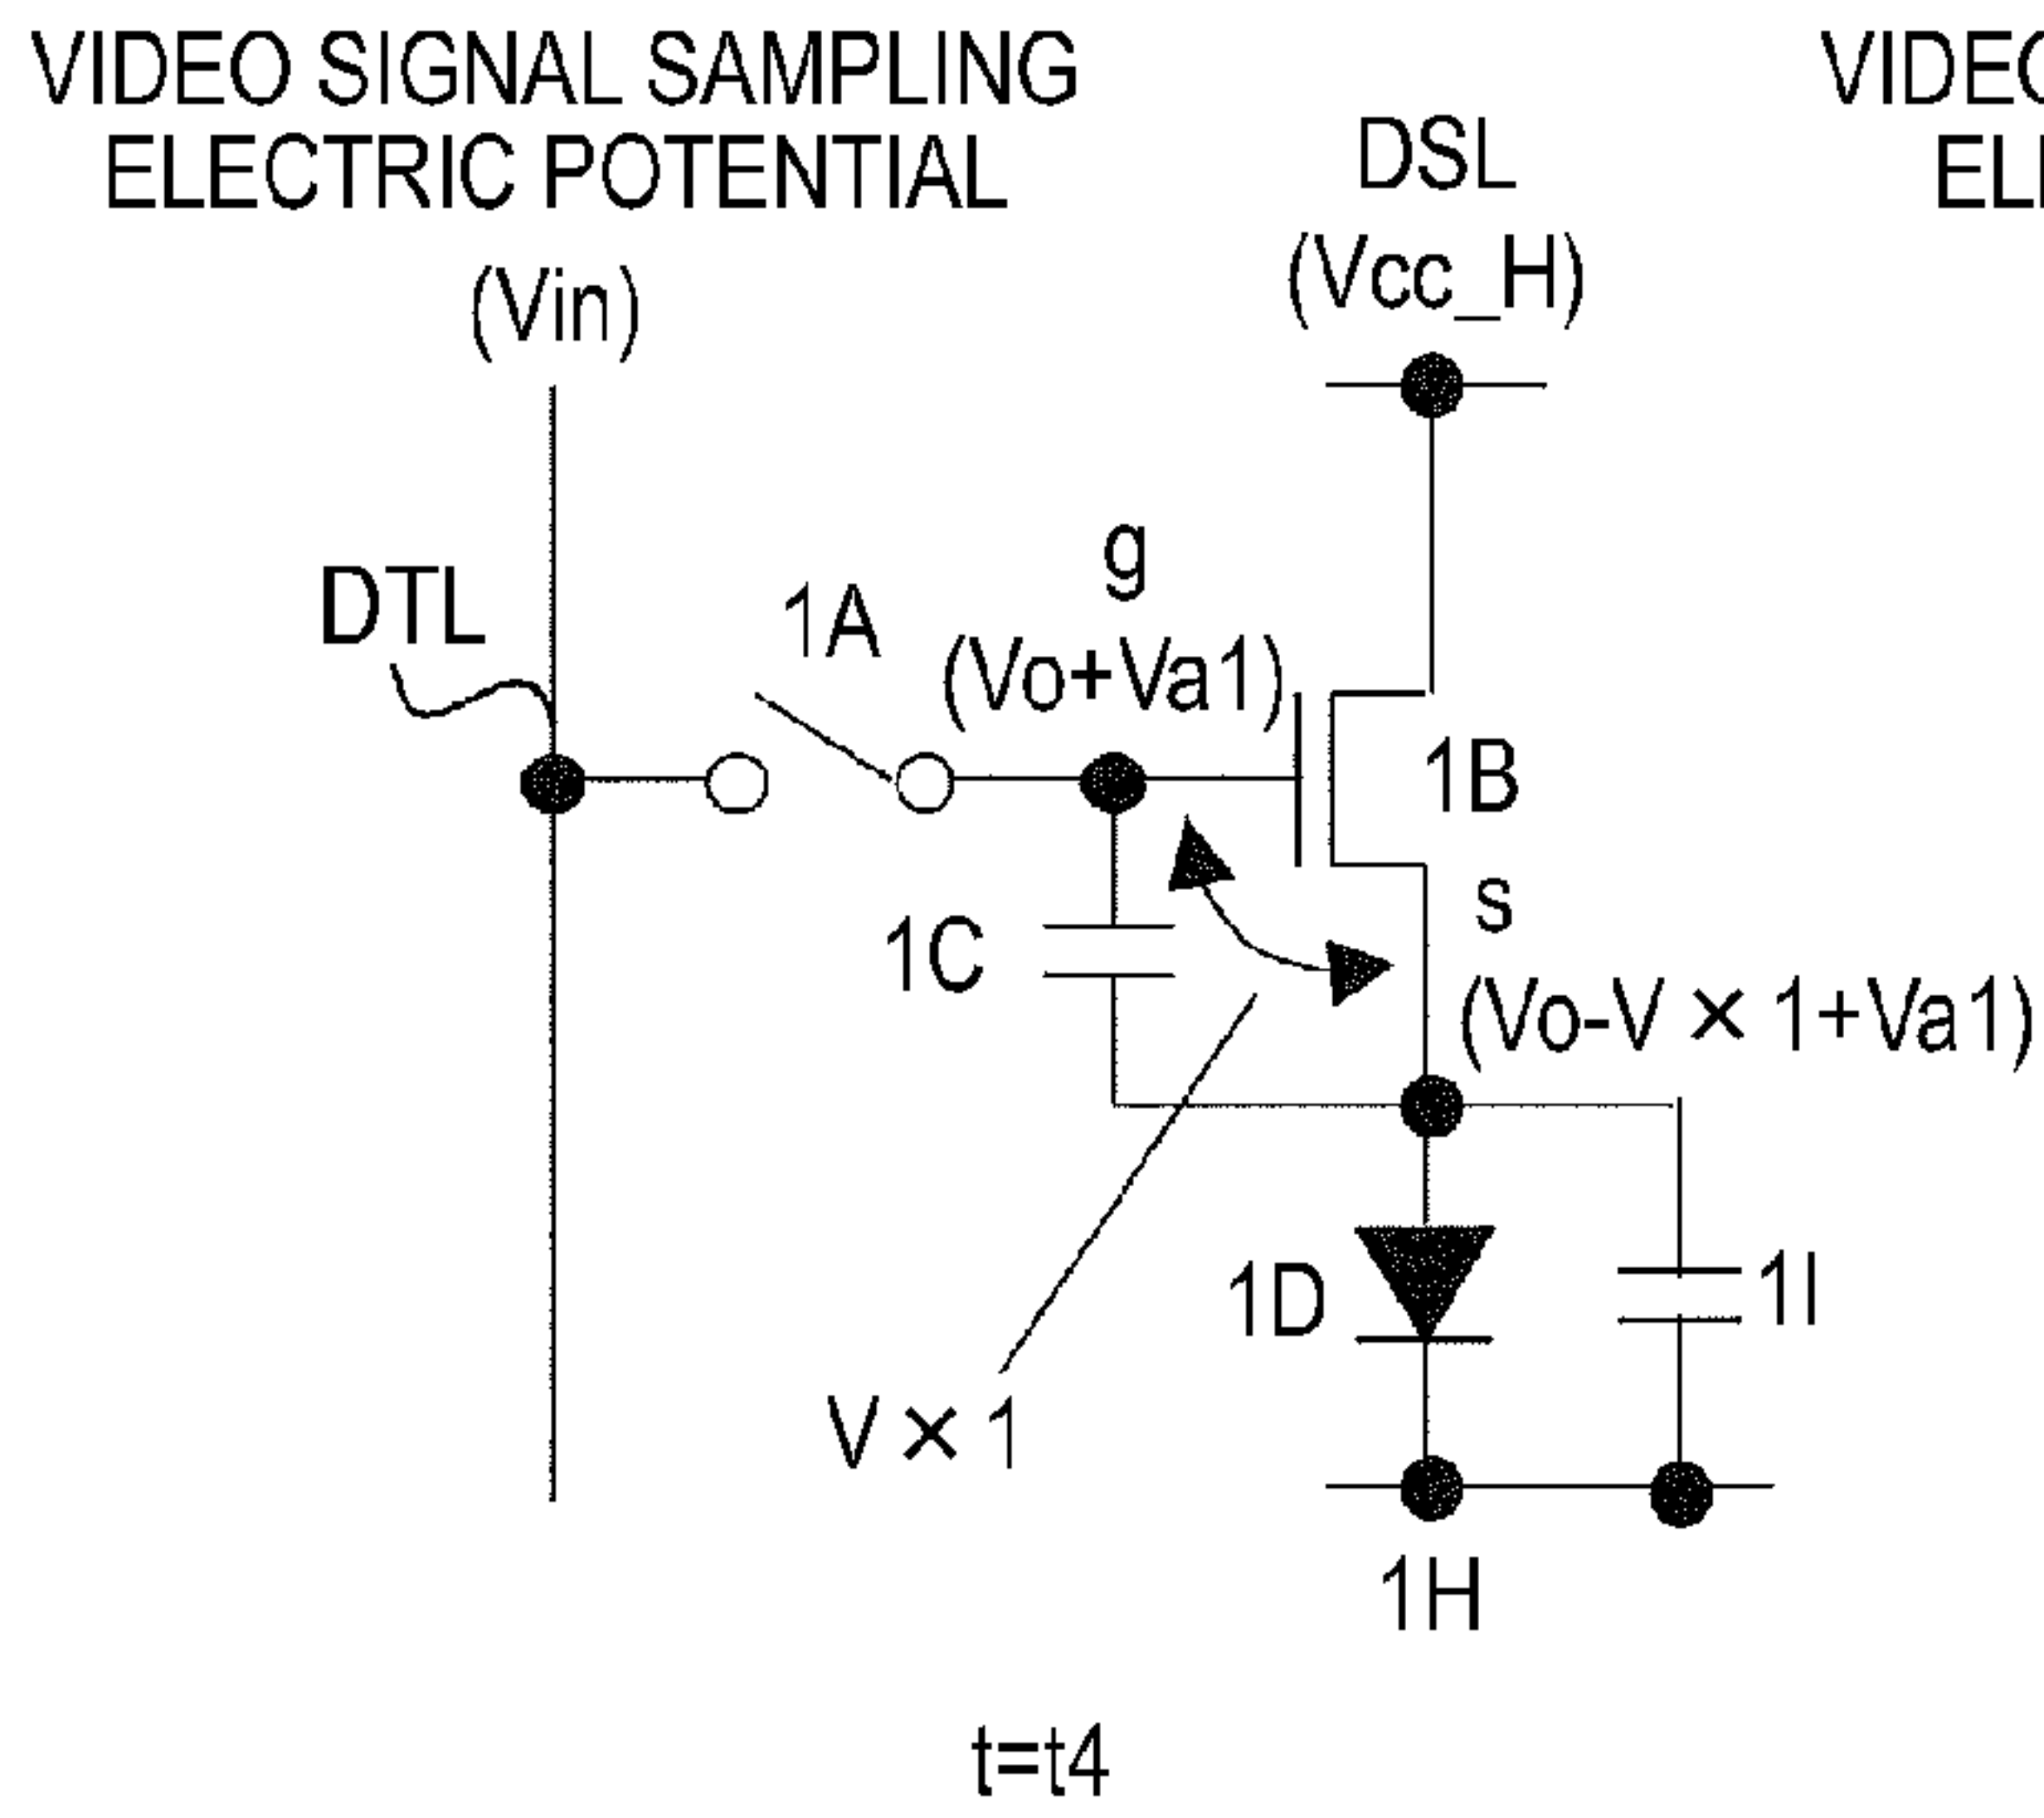 VIDEO SIGNAL SAMPLING
ELECTRIC POTENTIAL
(Vin)
DSL
(Vcc_H)
DTL
1A
g
(Vo+Va1)
1B
s
(Vo-V×1+Va1)
1C
1D
1I
V×1
1H
t=t4